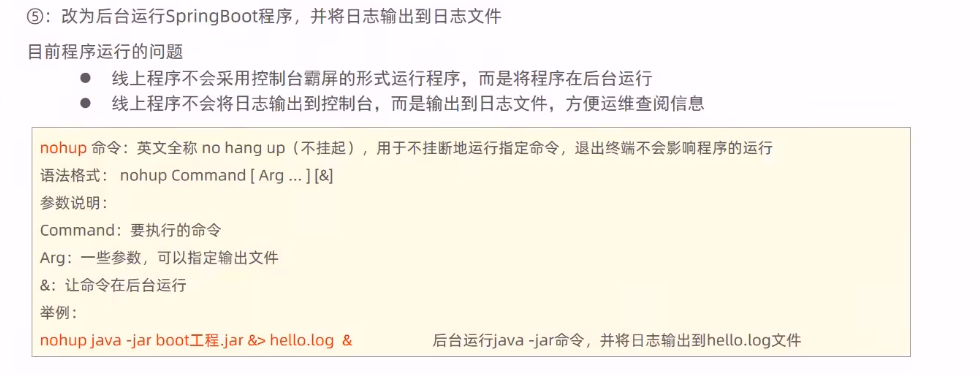 ⑤：改为后台运行SpringBoot程序，并将日志输出到日志文件
目前程序运行的问题
● 线上程序不会采用控制台霸屏的形式运行程序，而是将程序在后台运行
● 线上程序不会将日志输出到控制台，而是输出到日志文件，方便运维查阅信息
nohup 命令：英文全称 no hang up（不挂起），用于不挂断地运行指定命令，退出终端不会影响程序的运行
语法格式： nohup Command [ Arg … ] [&]
参数说明：
Command：要执行的命令
Arg：一些参数，可以指定输出文件
&：让命令在后台运行
举例：
nohup java -jar boot工程.jar &> hello.log & 后台运行java -jar命令，并将日志输出到hello.log文件